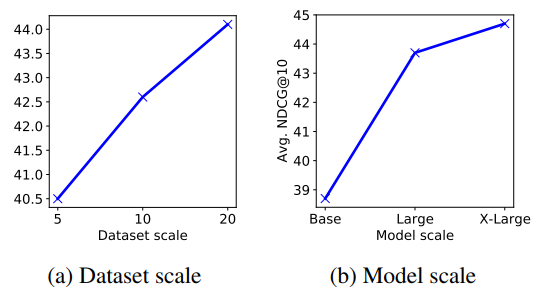 44.0
43.5
43.0
42.5
42.0
41.5
41.0
40.5
5 10 20
Dataset scale
(a) Dataset scale
Avg. NDCG@10
45
44
43
42
41
40
39
Base Large X-Large
Model scale
(b) Model scale